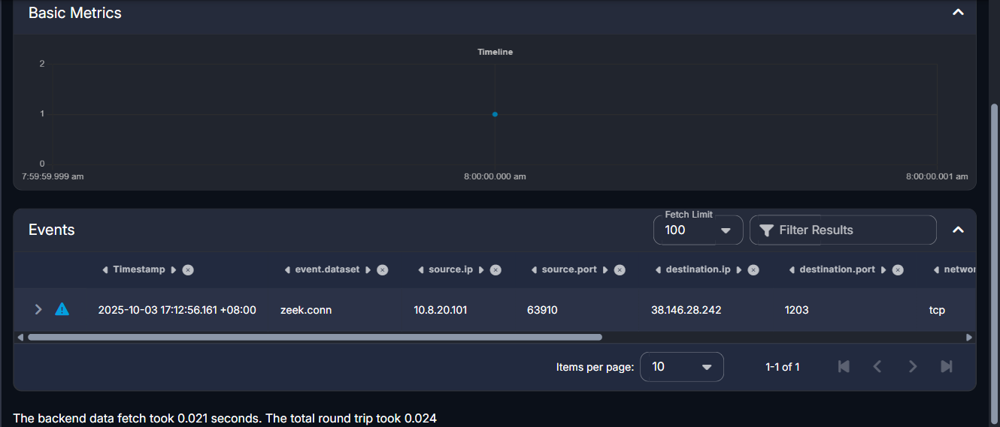 Basic Metrics
Timeline
2
1
0
7:59:59.999 am 8:00:00.000 am 8:00:00.001 am
Events
Fetch Limit
100
Filter Results
Timestamp event.dataset source.ip source.port destination.ip destination.port networ
2025-10-03 17:12:56.161 +08:00 zeek.conn 10.8.20.101 63910 38.146.28.242 1203 tcp
Items per page: 10 1-1 of 1
The backend data fetch took 0.021 seconds. The total round trip took 0.024